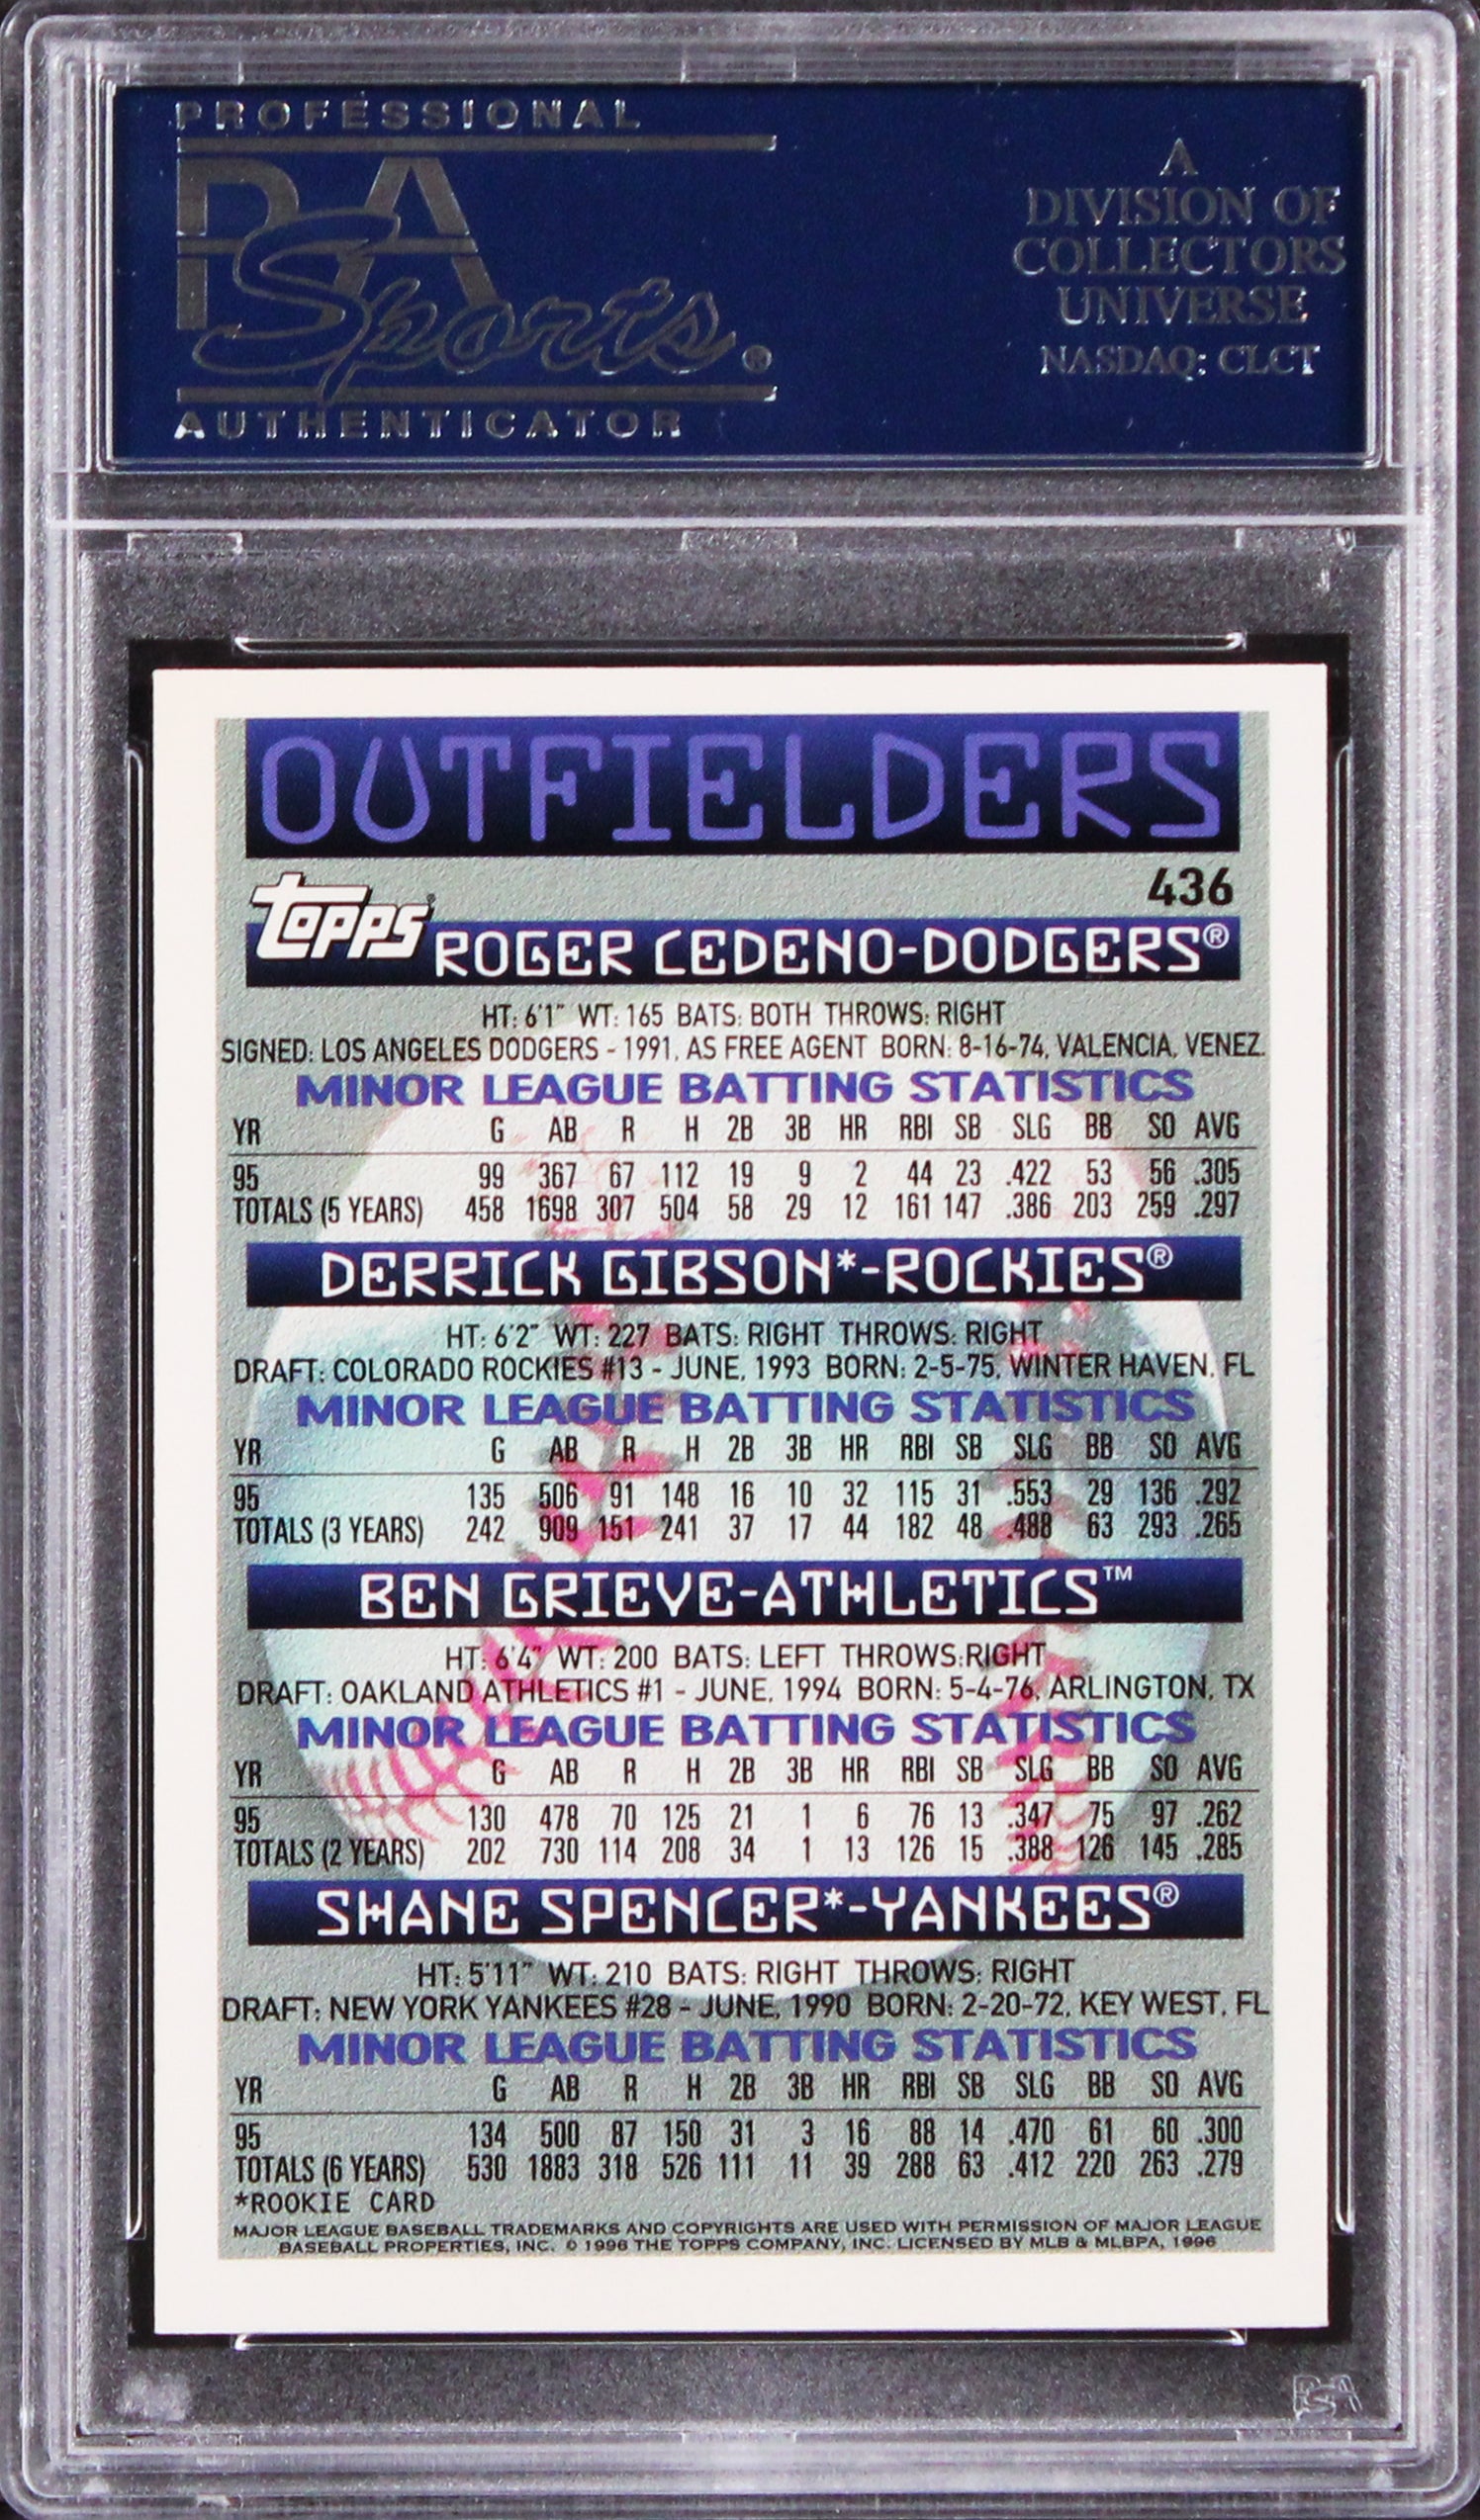 PROFESSIONAL
PSA
Sports®
AUTHENTICATOR
A
DIVISION OF
COLLECTORS
UNIVERSE
NASDAQ: CLCT
OUTFIELDERS
436
TOPPS®
ROGER CEDENO-DODGERS®
HT: 6'1" WT: 165 BATS: BOTH THROWS: RIGHT
SIGNED: LOS ANGELES DODGERS - 1991, AS FREE AGENT BORN: 8-16-74, VALENCIA, VENEZ.
MINOR LEAGUE BATTING STATISTICS
YR G AB R H 2B 3B HR RBI SB SLG BB SO AVG
95 99 367 67 112 19 9 2 44 23 .422 53 56 .305
TOTALS (5 YEARS) 458 1698 307 504 58 29 12 161 147 .386 203 259 .297
DERRICK GIBSON*-ROCKIES®
HT: 6'2" WT: 227 BATS: RIGHT THROWS: RIGHT
DRAFT: COLORADO ROCKIES #13 - JUNE, 1993 BORN: 2-5-75, WINTER HAVEN, FL
MINOR LEAGUE BATTING STATISTICS
YR G AB R H 2B 3B HR RBI SB SLG BB SO AVG
95 135 506 91 148 16 10 32 115 31 .553 29 136 .292
TOTALS (3 YEARS) 242 909 151 241 37 17 44 182 48 .488 63 293 .265
BEN GRIEVE-ATHLETICS™
HT: 6'4" WT: 200 BATS: LEFT THROWS:RIGHT
DRAFT: OAKLAND ATHLETICS #1 - JUNE, 1994 BORN: 5-4-76, ARLINGTON, TX
MINOR LEAGUE BATTING STATISTICS
YR G AB R H 2B 3B HR RBI SB SLG BB SO AVG
95 130 478 70 125 21 1 6 76 13 .347 75 97 .262
TOTALS (2 YEARS) 202 730 114 208 34 1 13 126 15 .388 126 145 .285
SHANE SPENCER*-YANKEES®
HT: 5'11" WT: 210 BATS: RIGHT THROWS: RIGHT
DRAFT: NEW YORK YANKEES #28 - JUNE, 1990 BORN: 2-20-72, KEY WEST, FL
MINOR LEAGUE BATTING STATISTICS
YR G AB R H 2B 3B HR RBI SB SLG BB SO AVG
95 134 500 87 150 31 3 16 88 14 .470 61 60 .300
TOTALS (6 YEARS) 530 1883 318 526 111 11 39 288 63 .412 220 263 .279
*ROOKIE CARD
MAJOR LEAGUE BASEBALL TRADEMARKS AND COPYRIGHTS ARE USED WITH PERMISSION OF MAJOR LEAGUE
BASEBALL PROPERTIES, INC. © 1996 THE TOPPS COMPANY, INC. LICENSED BY MLB & MLBPA, 1996
PSA